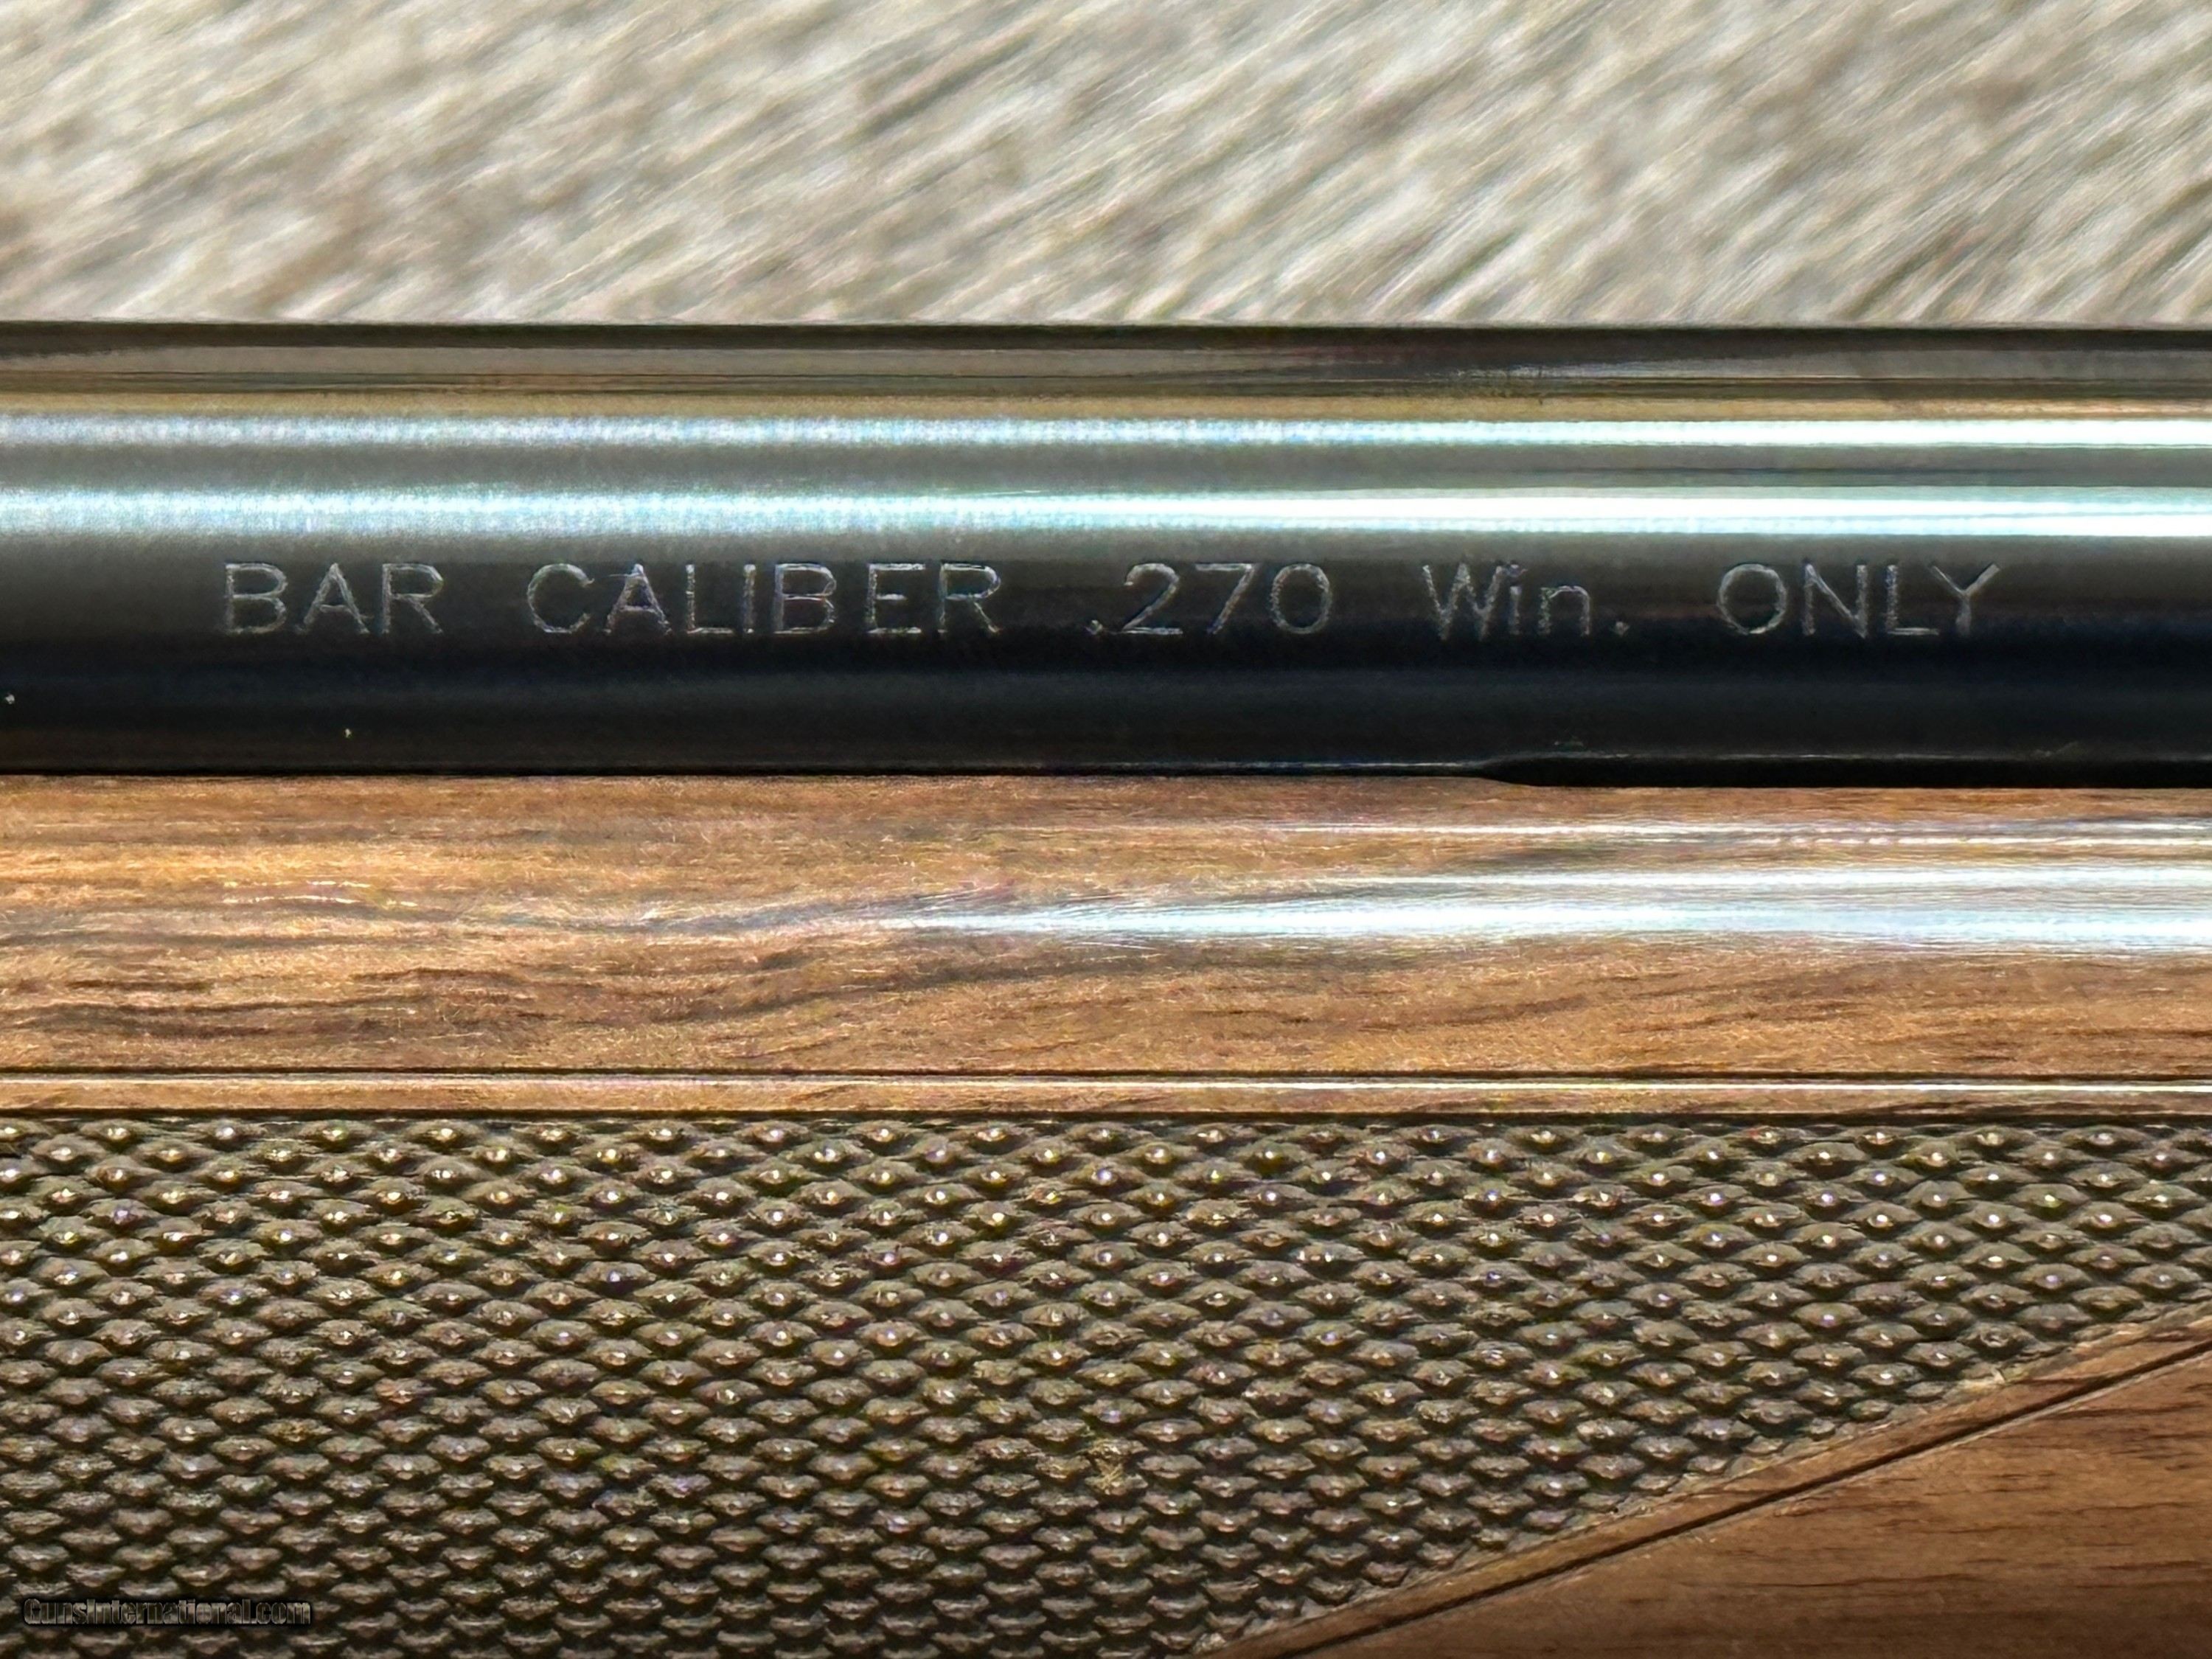 BAR CALIBER .270 Win. ONLY
GunsInternational.com